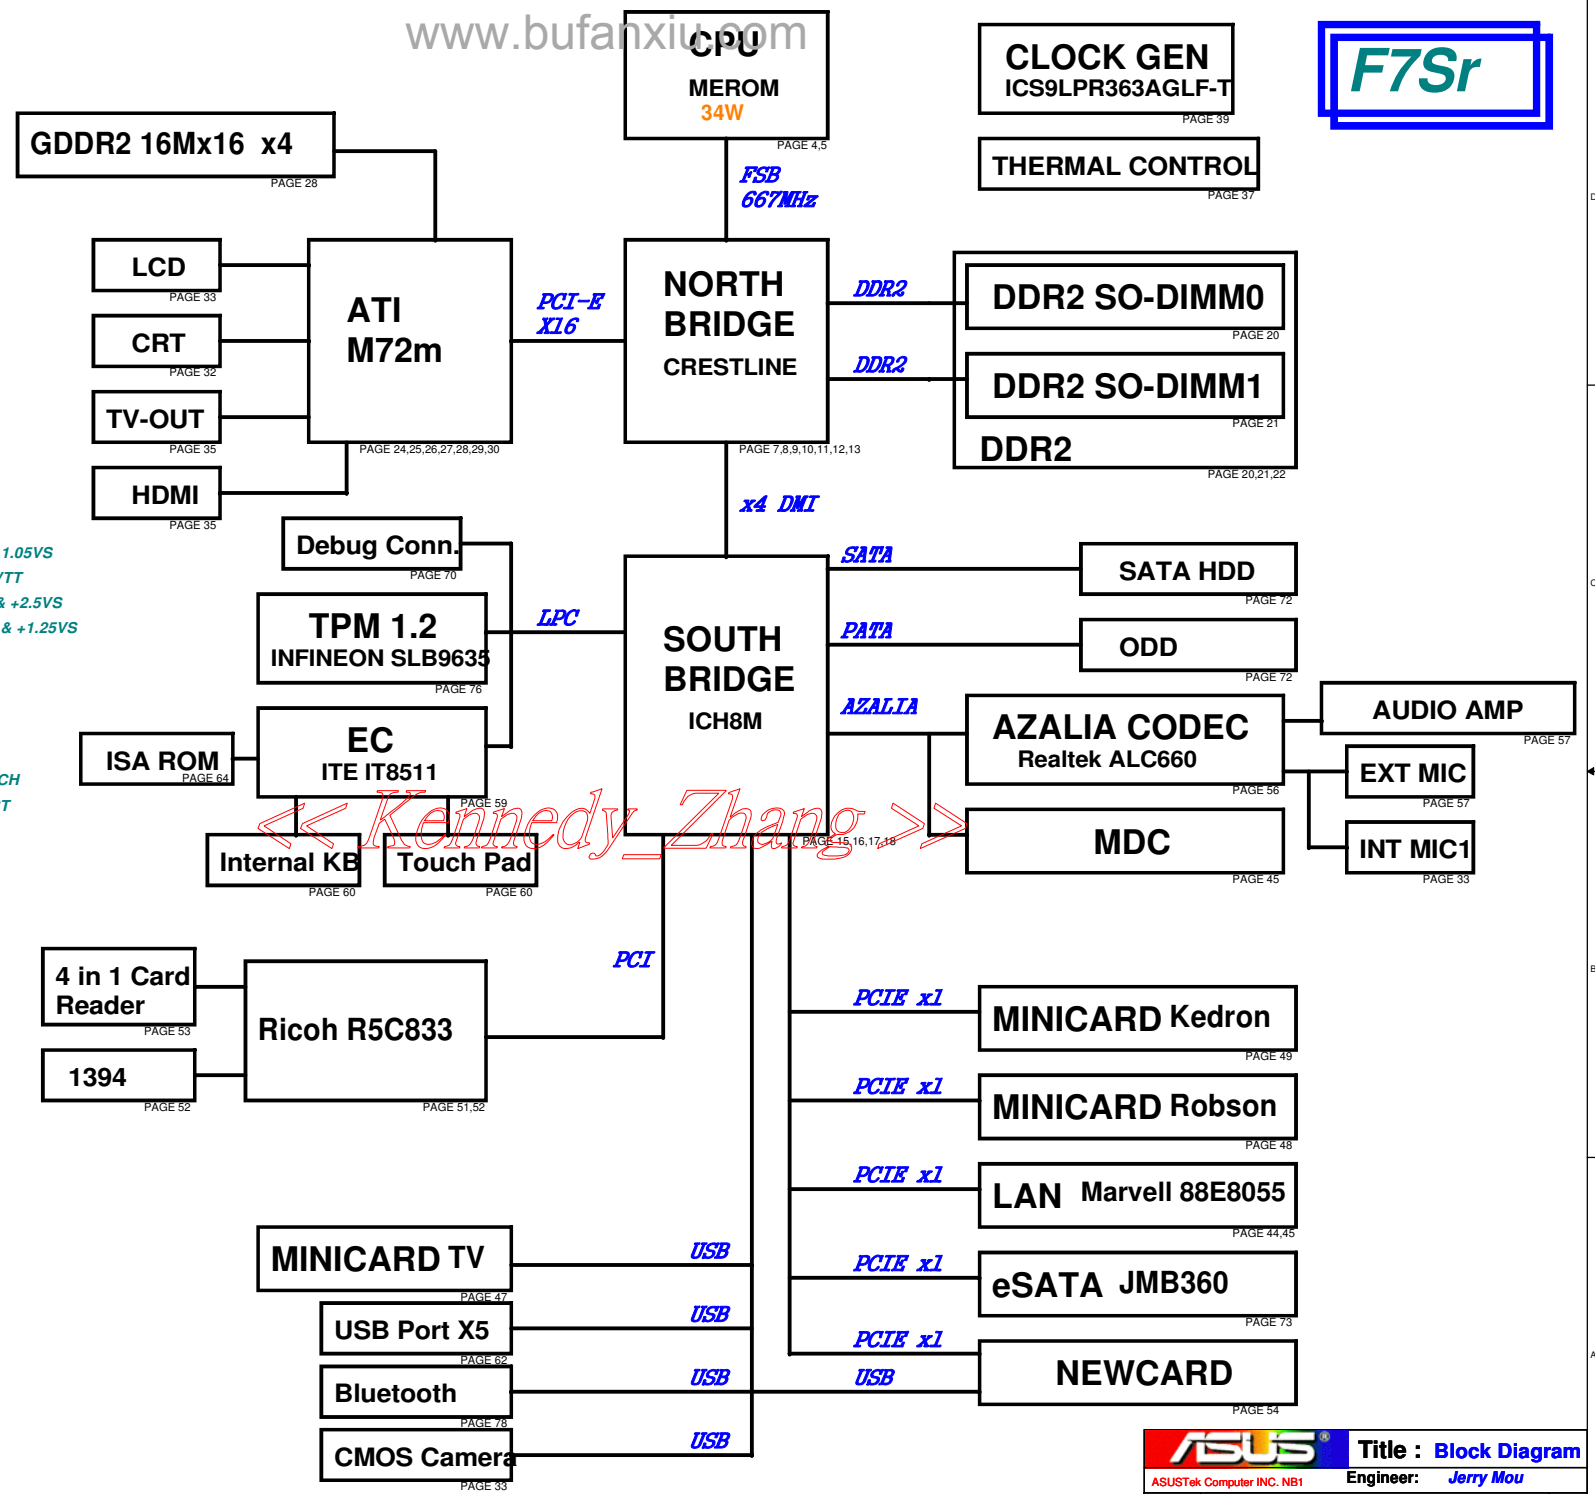 www.bufanxiu.com
CPU
MEROM
34W
PAGE 4,5
CLOCK GEN
ICS9LPR363AGLF-T
PAGE 39
F7Sr
GDDR2 16Mx16 x4
PAGE 28
THERMAL CONTROL
PAGE 37
FSB
667MHz
D
LCD
PAGE 33
CRT
PAGE 32
TV-OUT
PAGE 35
HDMI
PAGE 35
ATI
M72m
PAGE 24,25,26,27,28,29,30
PCI-E
X16
NORTH
BRIDGE
CRESTLINE
PAGE 7,8,9,10,11,12,13
DDR2
DDR2 SO-DIMM0
PAGE 20
DDR2
DDR2 SO-DIMM1
PAGE 21
DDR2
PAGE 20,21,22
x4 DMI
1.05VS
VTT
& +2.5VS
& +1.25VS
Debug Conn.
PAGE 70
TPM 1.2
INFINEON SLB9635
PAGE 76
LPC
SOUTH
BRIDGE
ICH8M
PAGE 15,16,17,18
SATA
SATA HDD
PAGE 72
C
PATA
ODD
PAGE 72
AZALIA
AZALIA CODEC
Realtek ALC660
PAGE 56
AUDIO AMP
PAGE 57
EXT MIC
PAGE 57
INT MIC1
PAGE 33
MDC
PAGE 45
ISA ROM
PAGE 64
EC
ITE IT8511
PAGE 59
CH
ST
<< Kennedy_Zhang >>
Internal KB
PAGE 60
Touch Pad
PAGE 60
4 in 1 Card
Reader
PAGE 53
1394
PAGE 52
Ricoh R5C833
PAGE 51,52
PCI
B
PCIE x1
MINICARD Kedron
PAGE 49
PCIE x1
MINICARD Robson
PAGE 48
PCIE x1
LAN Marvell 88E8055
PAGE 44,45
PCIE x1
eSATA JMB360
PAGE 73
PCIE x1
USB
NEWCARD
PAGE 54
A
MINICARD TV
PAGE 47
USB
USB Port X5
PAGE 62
USB
Bluetooth
PAGE 78
USB
CMOS Camera
PAGE 33
USB
ASUS®
ASUSTek Computer INC. NB1
Title : Block Diagram
Engineer: Jerry Mou